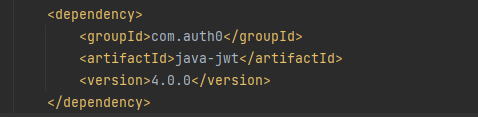 <dependency>
    <groupId>com.auth0</groupId>
    <artifactId>java-jwt</artifactId>
    <version>4.0.0</version>
</dependency>